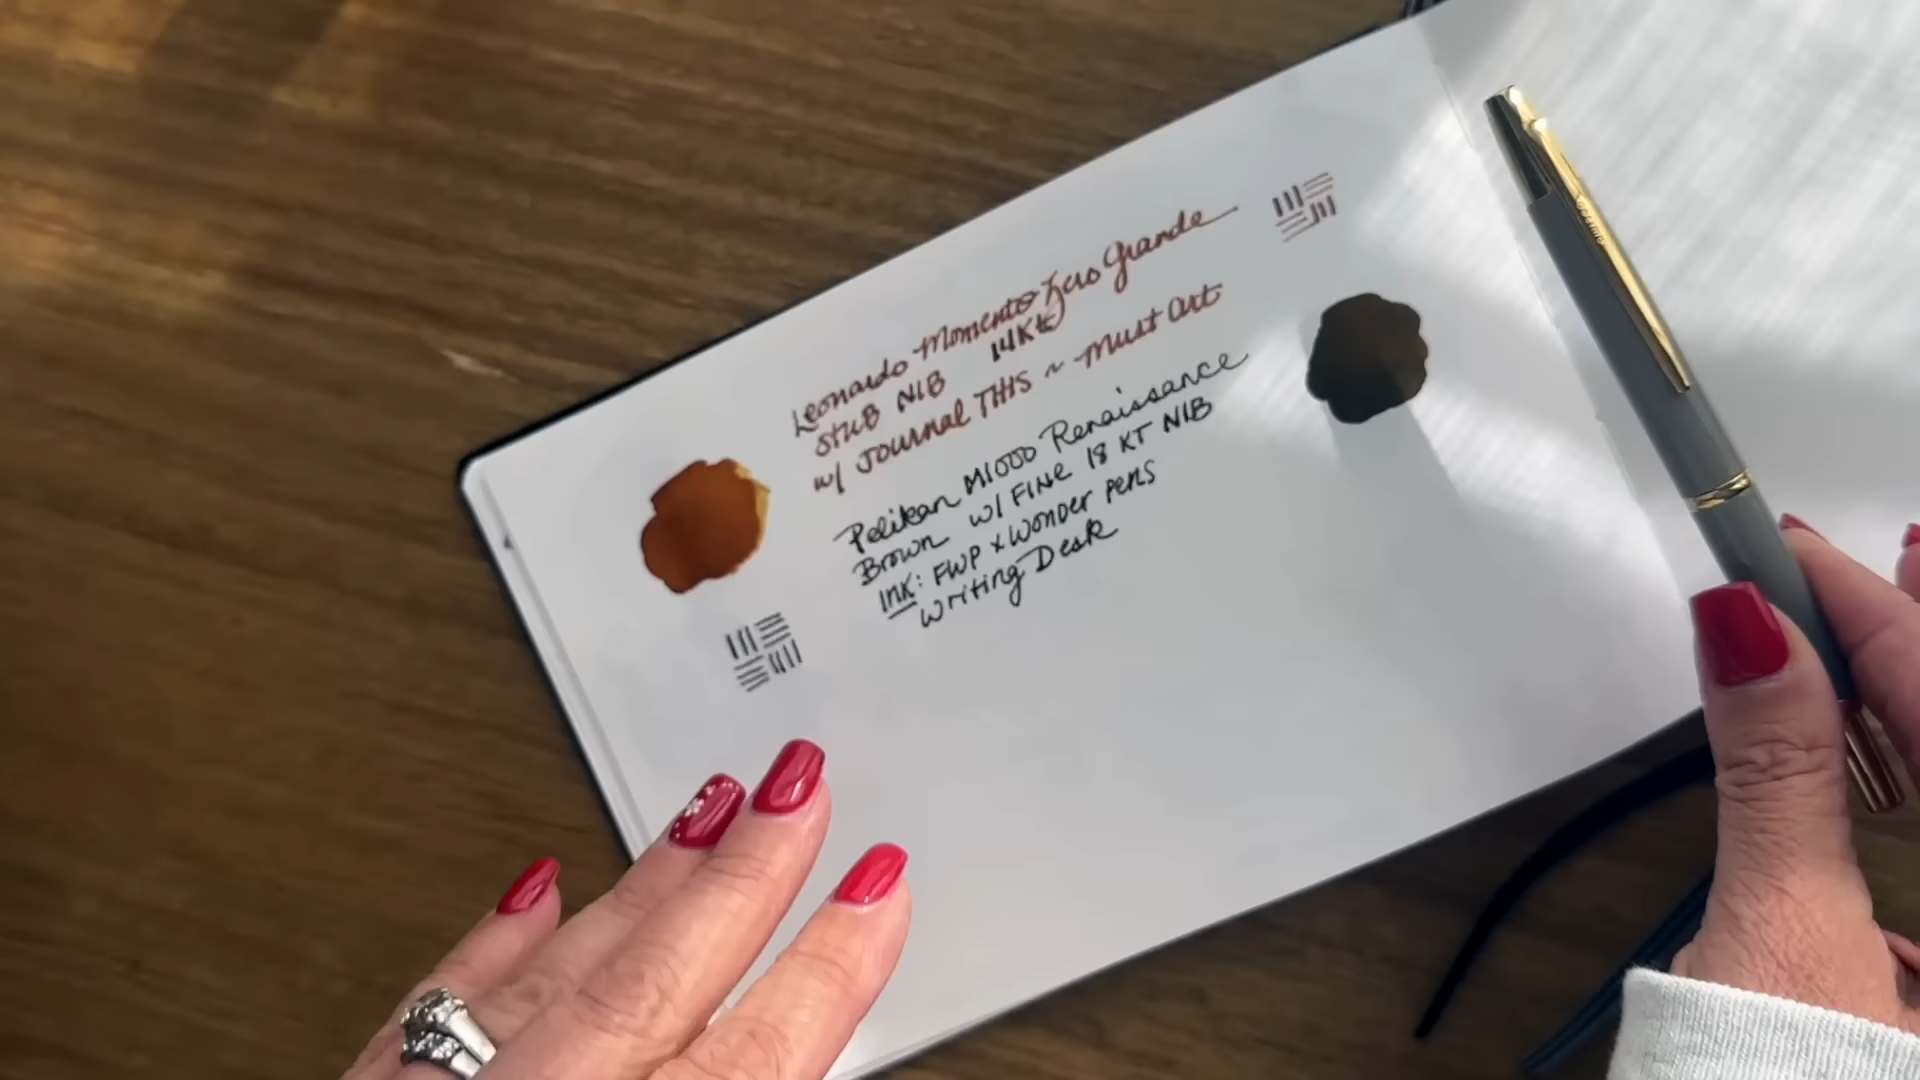 Leonardo Momento Zero Grande
STUB NIB 14Kt
w/ JOURNAL THIS ~ Must Art
Pelikan M1000 Renaissance
Brown w/ FINE 18 KT NIB
INK: FWP x Wonder Pens
Writing Desk